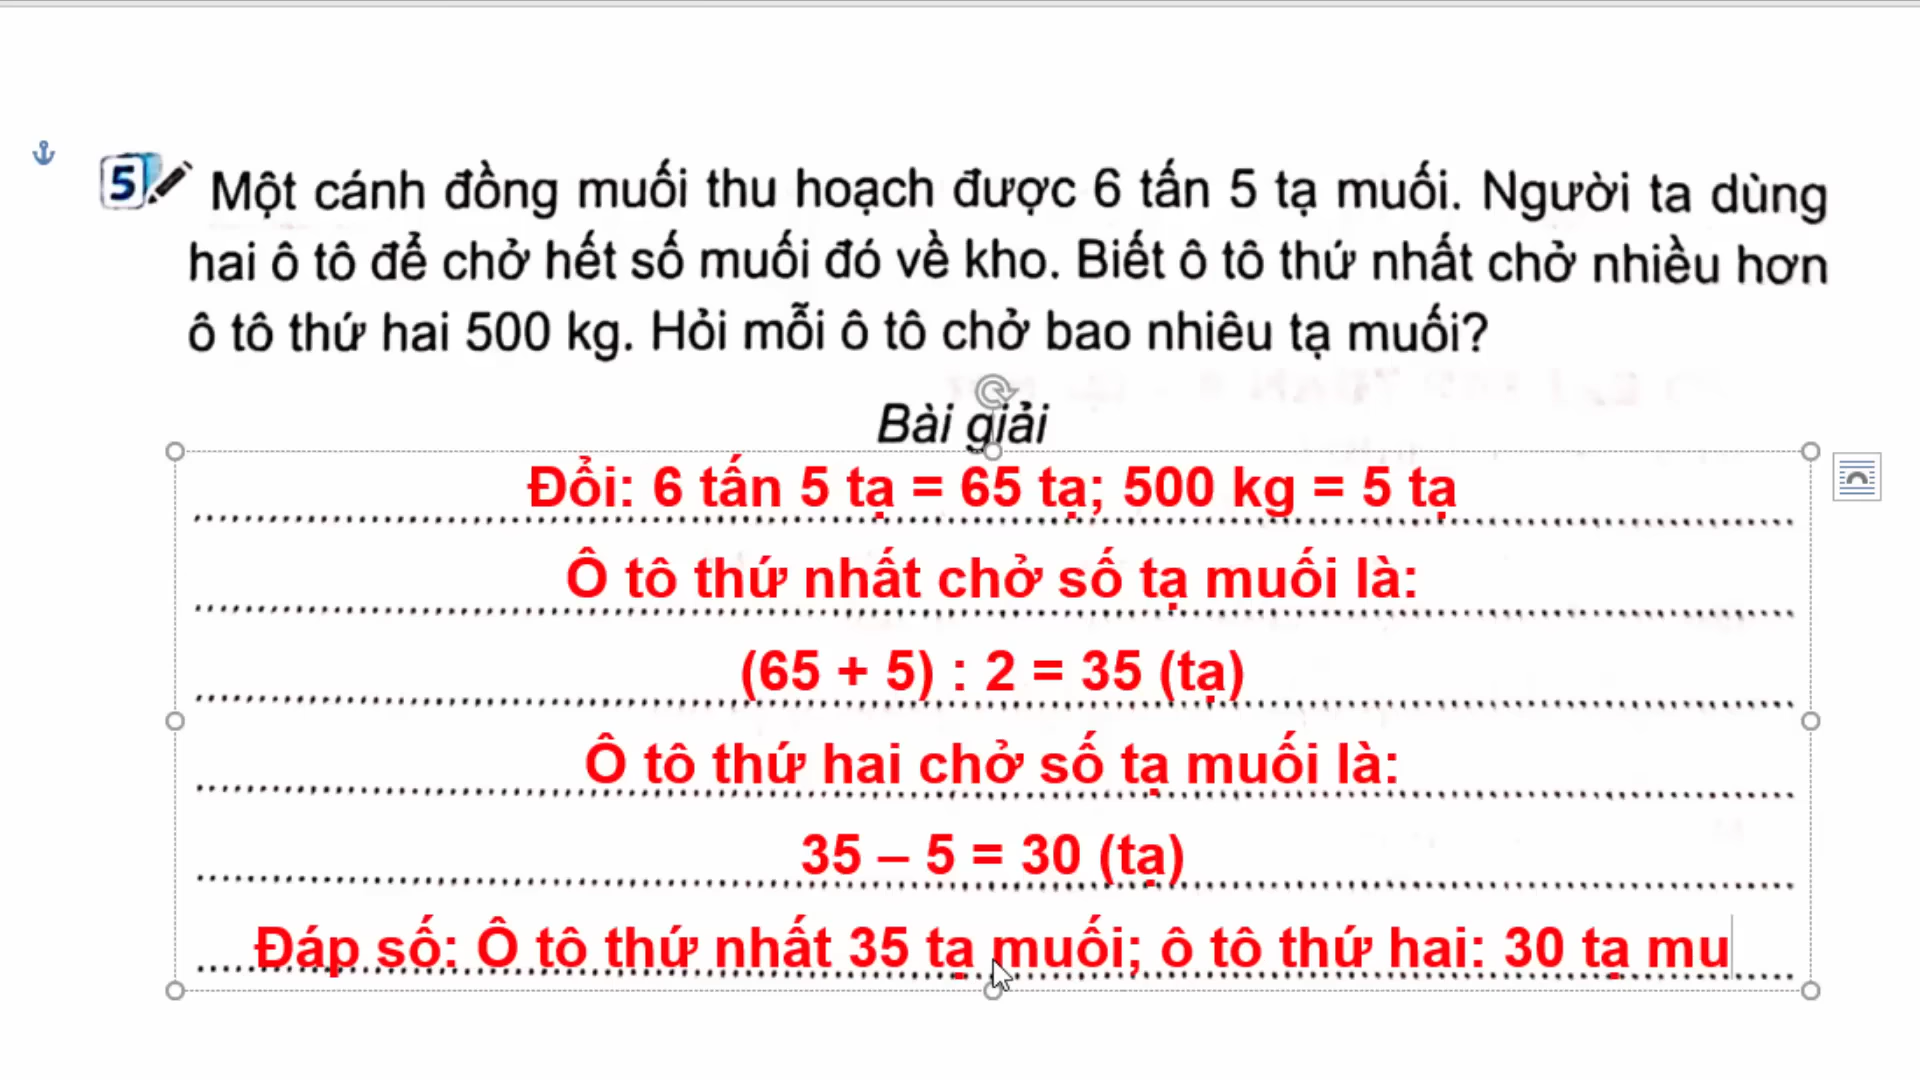 5 Một cánh đồng muối thu hoạch được 6 tấn 5 tạ muối. Người ta dùng
hai ô tô để chở hết số muối đó về kho. Biết ô tô thứ nhất chở nhiều hơn
ô tô thứ hai 500 kg. Hỏi mỗi ô tô chở bao nhiêu tạ muối?
Bài giải
Đổi: 6 tấn 5 tạ = 65 tạ; 500 kg = 5 tạ
Ô tô thứ nhất chở số tạ muối là:
(65 + 5) : 2 = 35 (tạ)
Ô tô thứ hai chở số tạ muối là:
35 – 5 = 30 (tạ)
Đáp số: Ô tô thứ nhất 35 tạ muối; ô tô thứ hai: 30 tạ mu